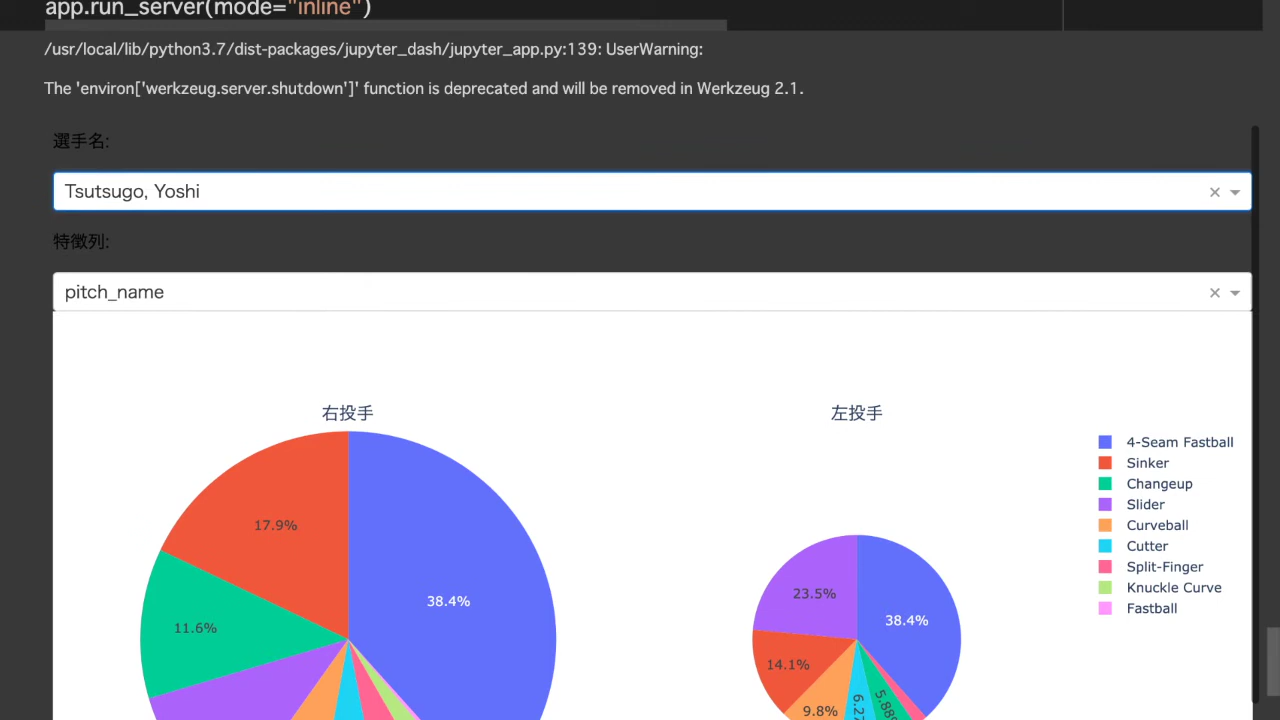 app.run_server(mode="inline")
/usr/local/lib/python3.7/dist-packages/jupyter_dash/jupyter_app.py:139: UserWarning:
The 'environ['werkzeug.server.shutdown']' function is deprecated and will be removed in Werkzeug 2.1.
選手名:
Tsutsugo, Yoshi
特徴列:
pitch_name
右投手
左投手
4-Seam Fastball
Sinker
Changeup
Slider
Curveball
Cutter
Split-Finger
Knuckle Curve
Fastball
17.9%
38.4%
11.6%
23.5%
38.4%
14.1%
9.8%